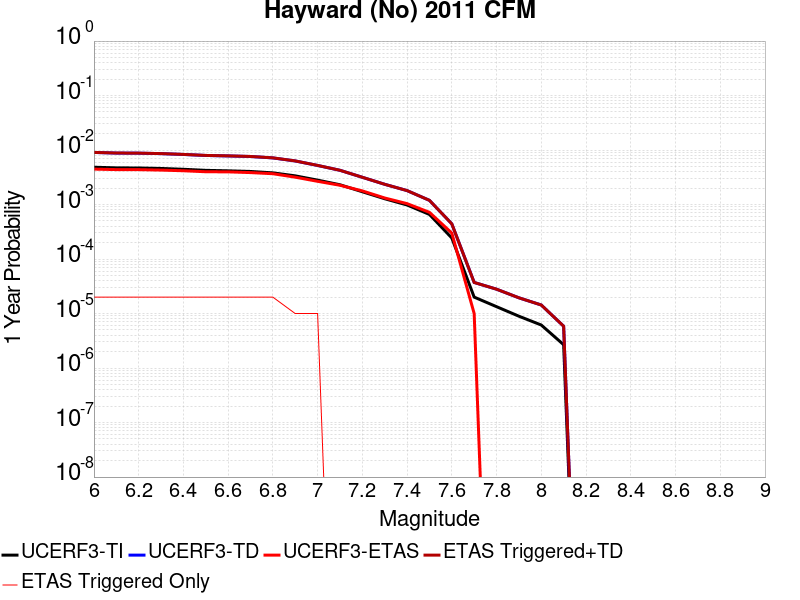 Hayward (No) 2011 CFM
10 0
10 -1
10 -2
10 -3
10 -4
10 -5
10 -6
10 -7
10 -8
1 Year Probability
6 6.2 6.4 6.6 6.8 7 7.2 7.4 7.6 7.8 8 8.2 8.4 8.6 8.8 9
Magnitude
UCERF3-TI UCERF3-TD UCERF3-ETAS ETAS Triggered+TD
ETAS Triggered Only